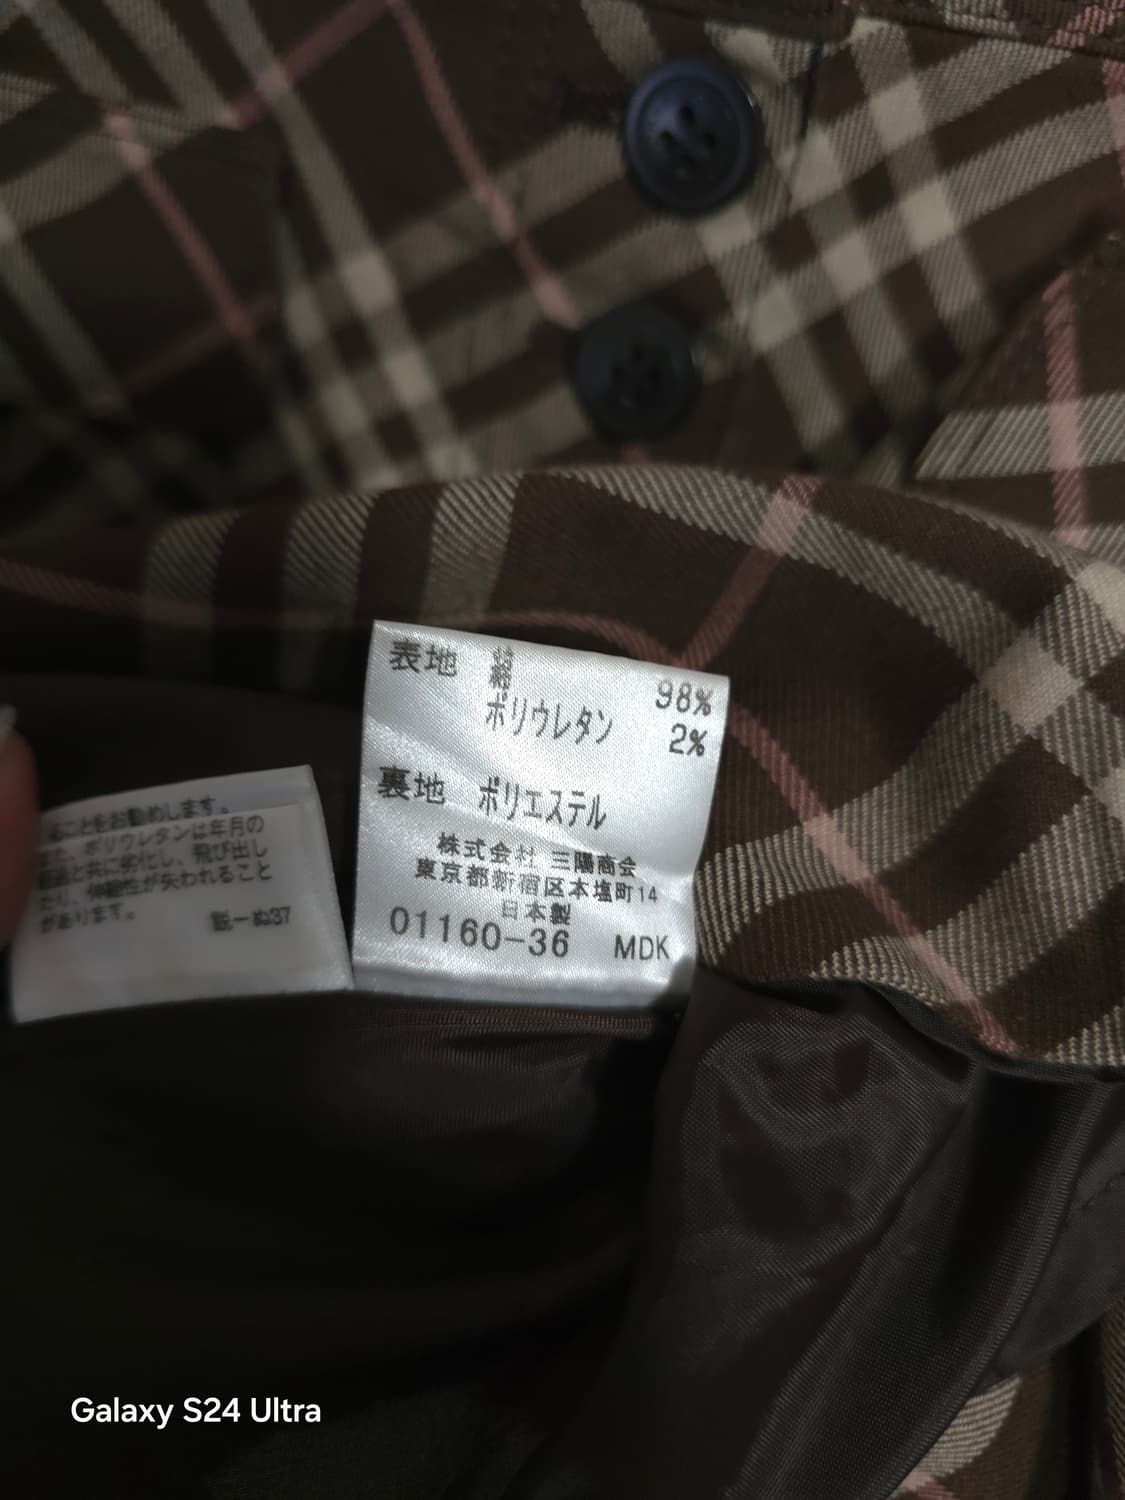 表地 綿 98%
ポリウレタン 2%
裏地 ポリエステル
株式会社 三陽商会
東京都新宿区本塩町14
日本製
01160-36 MDK
ることをお勧めします。
ポリウレタンは年月の
と共に劣化し、飛び出し
たり、伸縮性が失われること
があります。
ぬ37
Galaxy S24 Ultra